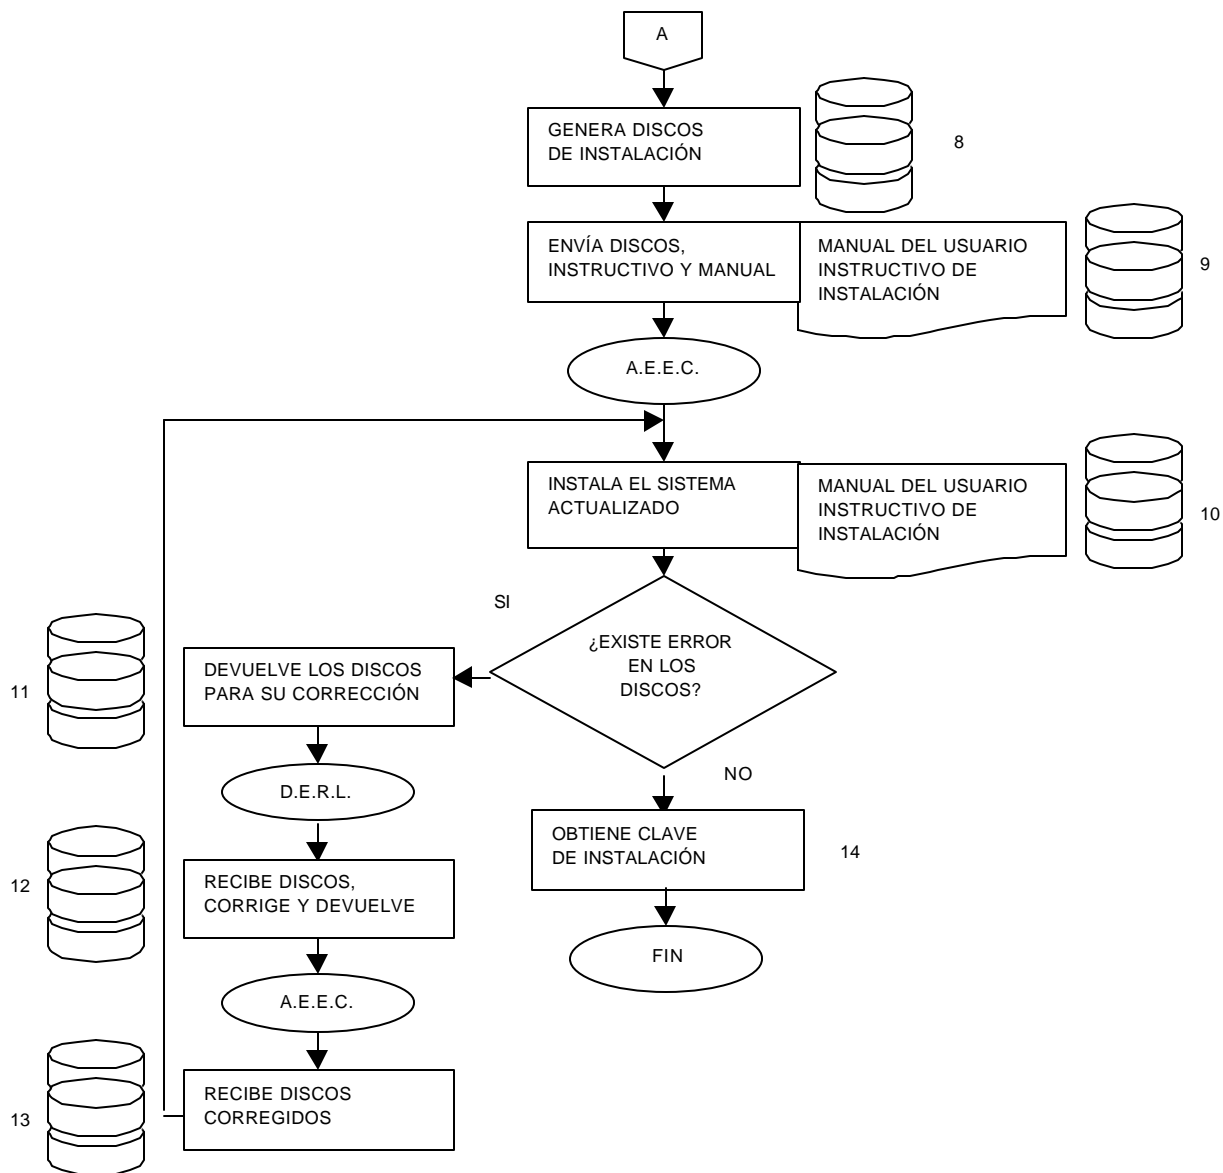 A
GENERA DISCOS
DE INSTALACIÓN
8
ENVÍA DISCOS,
INSTRUCTIVO Y MANUAL
MANUAL DEL USUARIO
INSTRUCTIVO DE
INSTALACIÓN
9
A.E.E.C.
INSTALA EL SISTEMA
ACTUALIZADO
MANUAL DEL USUARIO
INSTRUCTIVO DE
INSTALACIÓN
10
SI
¿EXISTE ERROR
EN LOS
DISCOS?
DEVUELVE LOS DISCOS
PARA SU CORRECCIÓN
11
D.E.R.L.
NO
OBTIENE CLAVE
DE INSTALACIÓN
14
RECIBE DISCOS,
CORRIGE Y DEVUELVE
12
FIN
A.E.E.C.
RECIBE DISCOS
CORREGIDOS
13